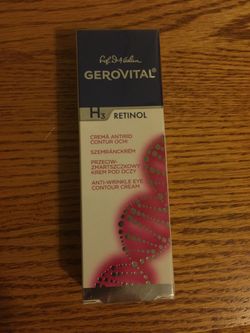 GEROVITAL®
H3 RETINOL
CREMĂ ANTIRID
CONTUR OCHI
SZEMRÁNCKRÉM
PRZECIW-
ZMARSZCZKOWY
KREM POD OCZY
ANTI-WRINKLE EYE
CONTOUR CREAM